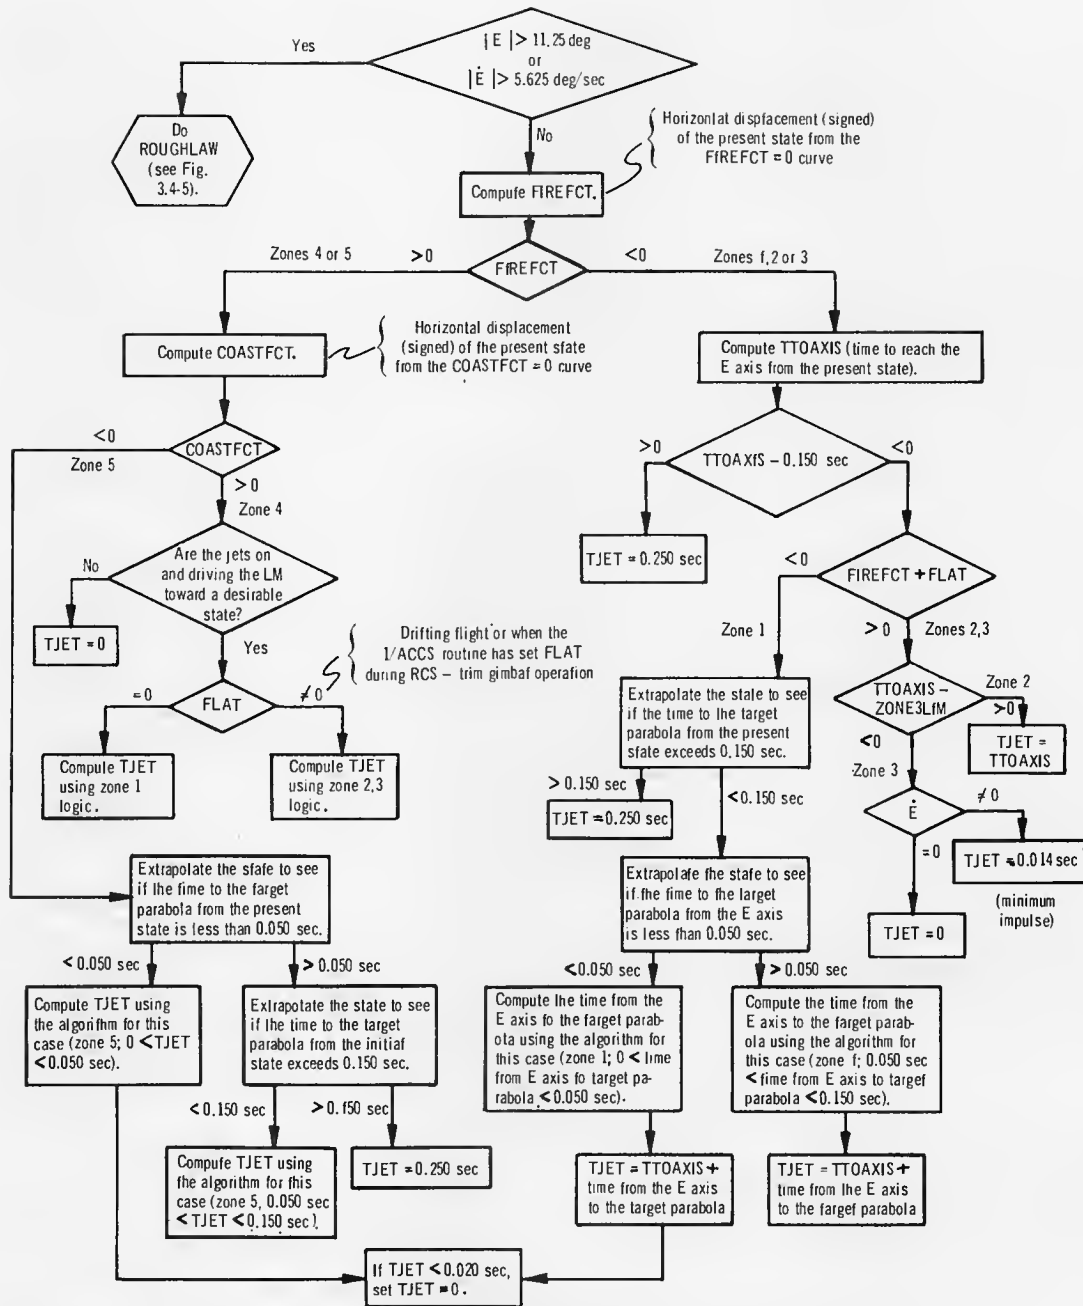 |E| > 11.25 deg
or
|Ė| > 5.625 deg/sec
Yes
No
Do
ROUGHLAW
(see Fig.
3.4-5).
Horizontal displacement (signed)
of the present state from the
FIREFCT = 0 curve
Compute FIREFCT.
Zones 4 or 5
>0
FIREFCT
<0
Zones 1, 2 or 3
Compute COASTFCT.
Horizontal displacement
(signed) of the present state
from the COASTFCT = 0 curve
Compute TTOAXIS (time to reach the
E axis from the present state).
<0
Zone 5
COASTFCT
>0
Zone 4
>0
TTOAXIS - 0.150 sec
<0
TJET = 0.250 sec
No
Are the jets on
and driving the LM
toward a desirable
state?
TJET = 0
Yes
Drifting flight or when the
1/ACCS routine has set FLAT
during RCS - trim gimbal operation
= 0
FLAT
≠0
Compute TJET
using zone 1
logic.
Compute TJET
using zone 2,3
logic.
<0
FIREFCT + FLAT
Zone 1
>0
Zones 2,3
Extrapolate the state to see
if the time to the target
parabola from the present
state exceeds 0.150 sec.
TTOAXIS -
ZONE3LIM
Zone 2
>0
TJET =
TTOAXIS
<0
Zone 3
Ė
≠0
=0
TJET = 0.014 sec
(minimum
impulse)
TJET = 0
> 0.150 sec
TJET = 0.250 sec
< 0.150 sec
Extrapolate the state to see
if the time to the target
parabola from the present
state is less than 0.050 sec.
Extrapolate the state to see
if the time to the target
parabola from the E axis
is less than 0.050 sec.
<0.050 sec
>0.050 sec
Compute TJET using
the algorithm for this
case (zone 5; 0 < TJET
< 0.050 sec).
Extrapolate the state to see
if the time to the target
parabola from the initial
state exceeds 0.150 sec.
<0.050 sec
>0.050 sec
Compute the time from the
E axis to the target parab-
ola using the algorithm for
this case (zone 1; 0 < time
from E axis to target pa-
rabola < 0.050 sec).
Compute the time from the
E axis to the target parab-
ola using the algorithm for
this case (zone 1; 0.050 sec
< time from E axis to target
parabola < 0.150 sec).
<0.150 sec
>0.150 sec
Compute TJET using
the algorithm for this
case (zone 5, 0.050 sec
< TJET < 0.150 sec).
TJET = 0.250 sec
TJET = TTOAXIS +
time from the E axis
to the target parabola
TJET = TTOAXIS +
time from the E axis
to the target parabola
If TJET < 0.020 sec,
set TJET = 0.